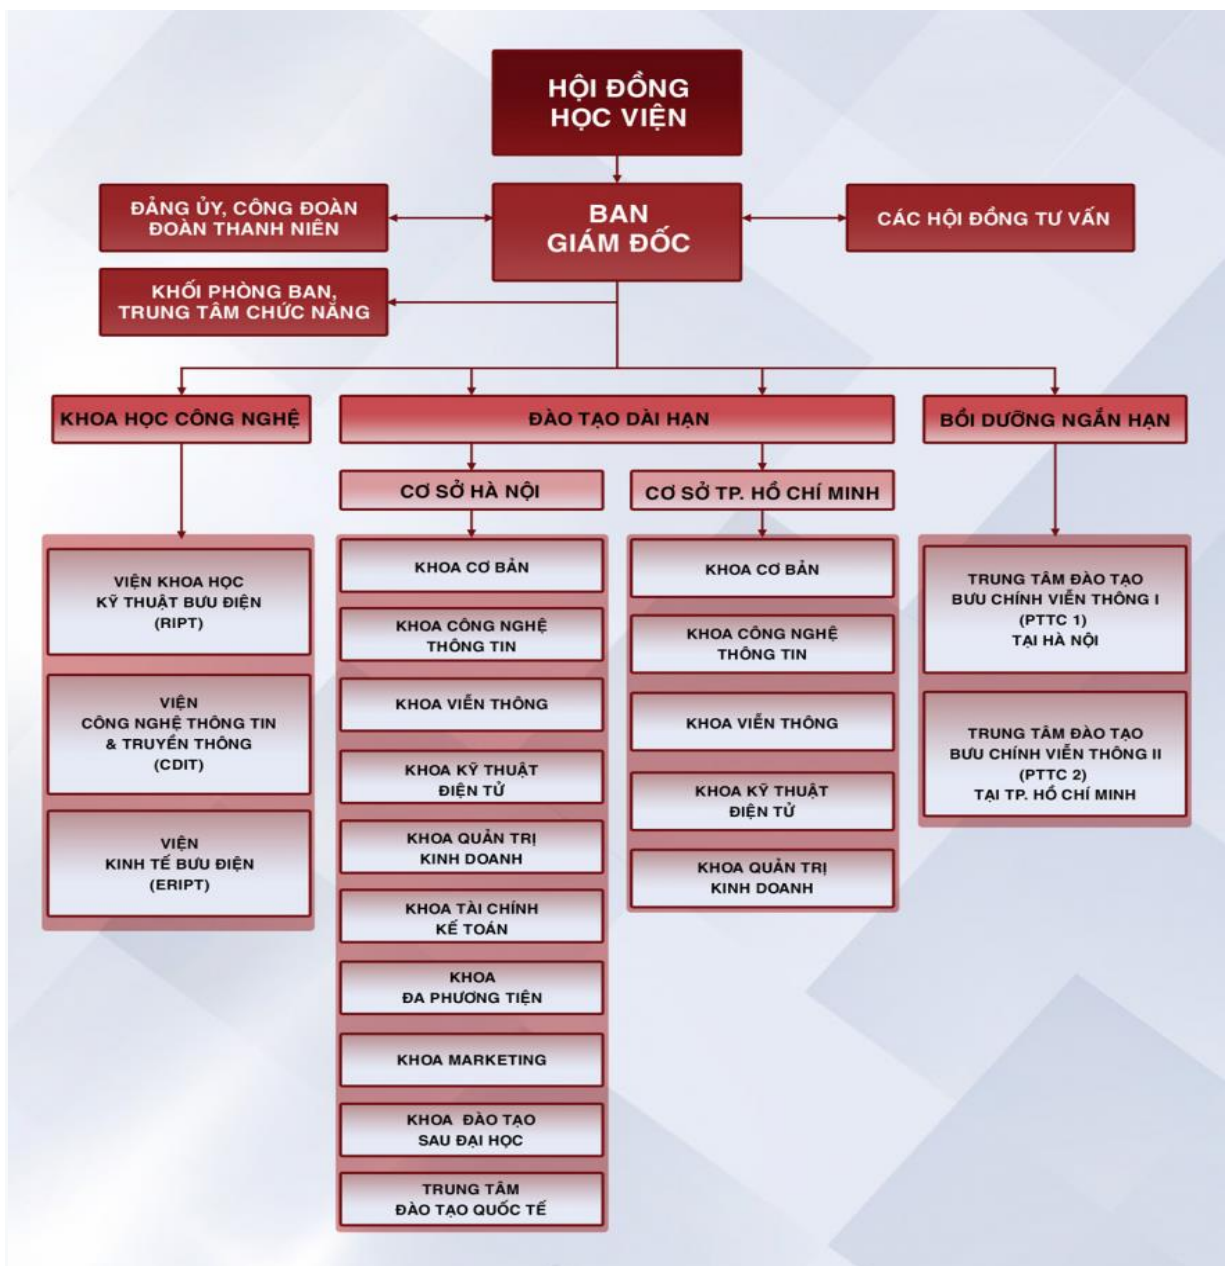 HỘI ĐỒNG
HỌC VIỆN
ĐẢNG ỦY, CÔNG ĐOÀN
ĐOÀN THANH NIÊN
BAN
GIÁM ĐỐC
CÁC HỘI ĐỒNG TƯ VẤN
KHỐI PHÒNG BAN,
TRUNG TÂM CHỨC NĂNG
KHOA HỌC CÔNG NGHỆ
ĐÀO TẠO DÀI HẠN
BỒI DƯỠNG NGẮN HẠN
VIỆN KHOA HỌC
KỸ THUẬT BƯU ĐIỆN
(RIPT)
VIỆN
CÔNG NGHỆ THÔNG TIN
& TRUYỀN THÔNG
(CDIT)
VIỆN
KINH TẾ BƯU ĐIỆN
(ERIPT)
CƠ SỞ HÀ NỘI
KHOA CƠ BẢN
KHOA CÔNG NGHỆ
THÔNG TIN
KHOA VIỄN THÔNG
KHOA KỸ THUẬT
ĐIỆN TỬ
KHOA QUẢN TRỊ
KINH DOANH
KHOA TÀI CHÍNH
KẾ TOÁN
KHOA
ĐA PHƯƠNG TIỆN
KHOA MARKETING
KHOA ĐÀO TẠO
SAU ĐẠI HỌC
TRUNG TÂM
ĐÀO TẠO QUỐC TẾ
CƠ SỞ TP. HỒ CHÍ MINH
KHOA CƠ BẢN
KHOA CÔNG NGHỆ
THÔNG TIN
KHOA VIỄN THÔNG
KHOA KỸ THUẬT
ĐIỆN TỬ
KHOA QUẢN TRỊ
KINH DOANH
TRUNG TÂM ĐÀO TẠO
BƯU CHÍNH VIỄN THÔNG I
(PTTC 1)
TẠI HÀ NỘI
TRUNG TÂM ĐÀO TẠO
BƯU CHÍNH VIỄN THÔNG II
(PTTC 2)
TẠI TP. HỒ CHÍ MINH